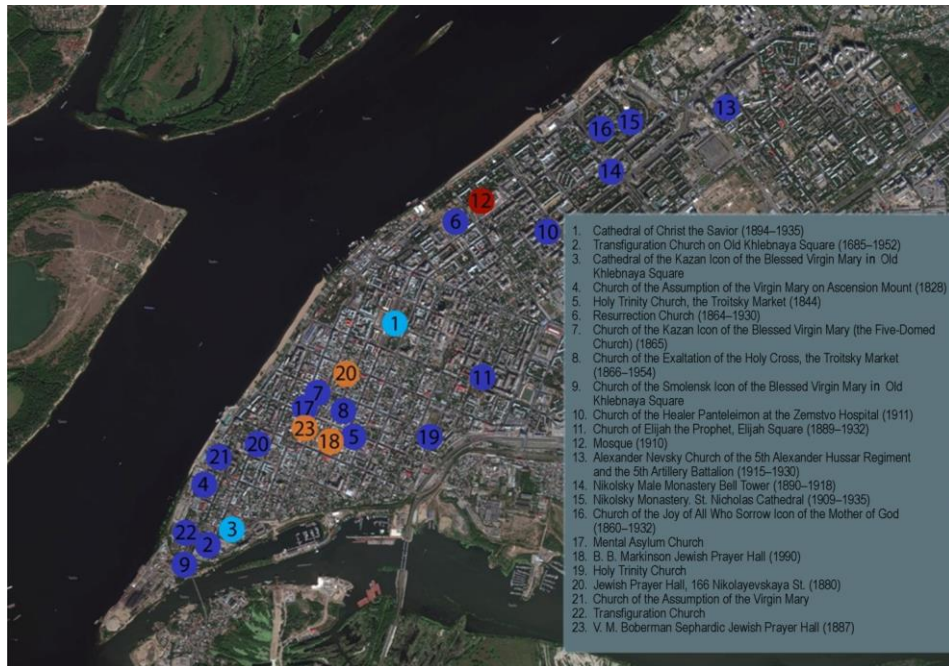 13
15
16
14
12
6
10
1
11
20
7
17
8
23
5
18
19
20
21
4
3
22
2
9
1. Cathedral of Christ the Savior (1894–1935)
2. Transfiguration Church on Old Khlebnaya Square (1685–1952)
3. Cathedral of the Kazan Icon of the Blessed Virgin Mary in Old
Khlebnaya Square
4. Church of the Assumption of the Virgin Mary on Ascension Mount (1828)
5. Holy Trinity Church, the Troitsky Market (1844)
6. Resurrection Church (1864–1930)
7. Church of the Kazan Icon of the Blessed Virgin Mary (the Five-Domed
Church) (1865)
8. Church of the Exaltation of the Holy Cross, the Troitsky Market
(1866–1954)
9. Church of the Smolensk Icon of the Blessed Virgin Mary in Old
Khlebnaya Square
10. Church of the Healer Panteleimon at the Zemstvo Hospital (1911)
11. Church of Elijah the Prophet, Elijah Square (1889–1932)
12. Mosque (1910)
13. Alexander Nevsky Church of the 5th Alexander Hussar Regiment
and the 5th Artillery Battalion (1915–1930)
14. Nikolsky Male Monastery Bell Tower (1890–1918)
15. Nikolsky Monastery. St. Nicholas Cathedral (1909–1935)
16. Church of the Joy of All Who Sorrow Icon of the Mother of God
(1860–1932)
17. Mental Asylum Church
18. B. B. Markinson Jewish Prayer Hall (1990)
19. Holy Trinity Church
20. Jewish Prayer Hall, 166 Nikolayevskaya St. (1880)
21. Church of the Assumption of the Virgin Mary
22. Transfiguration Church
23. V. M. Boberman Sephardic Jewish Prayer Hall (1887)